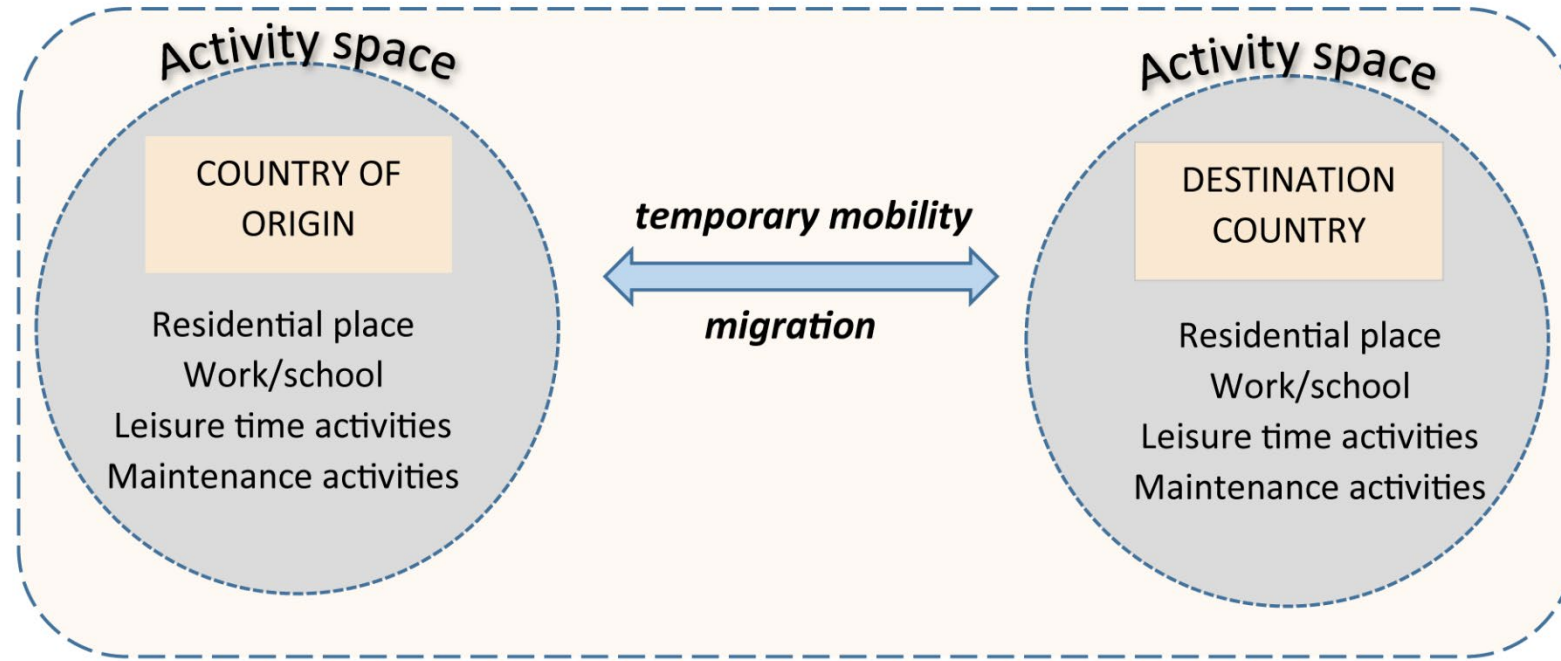 Activity space
COUNTRY OF
ORIGIN
Residential place
Work/school
Leisure time activities
Maintenance activities
temporary mobility
migration
Activity space
DESTINATION
COUNTRY
Residential place
Work/school
Leisure time activities
Maintenance activities